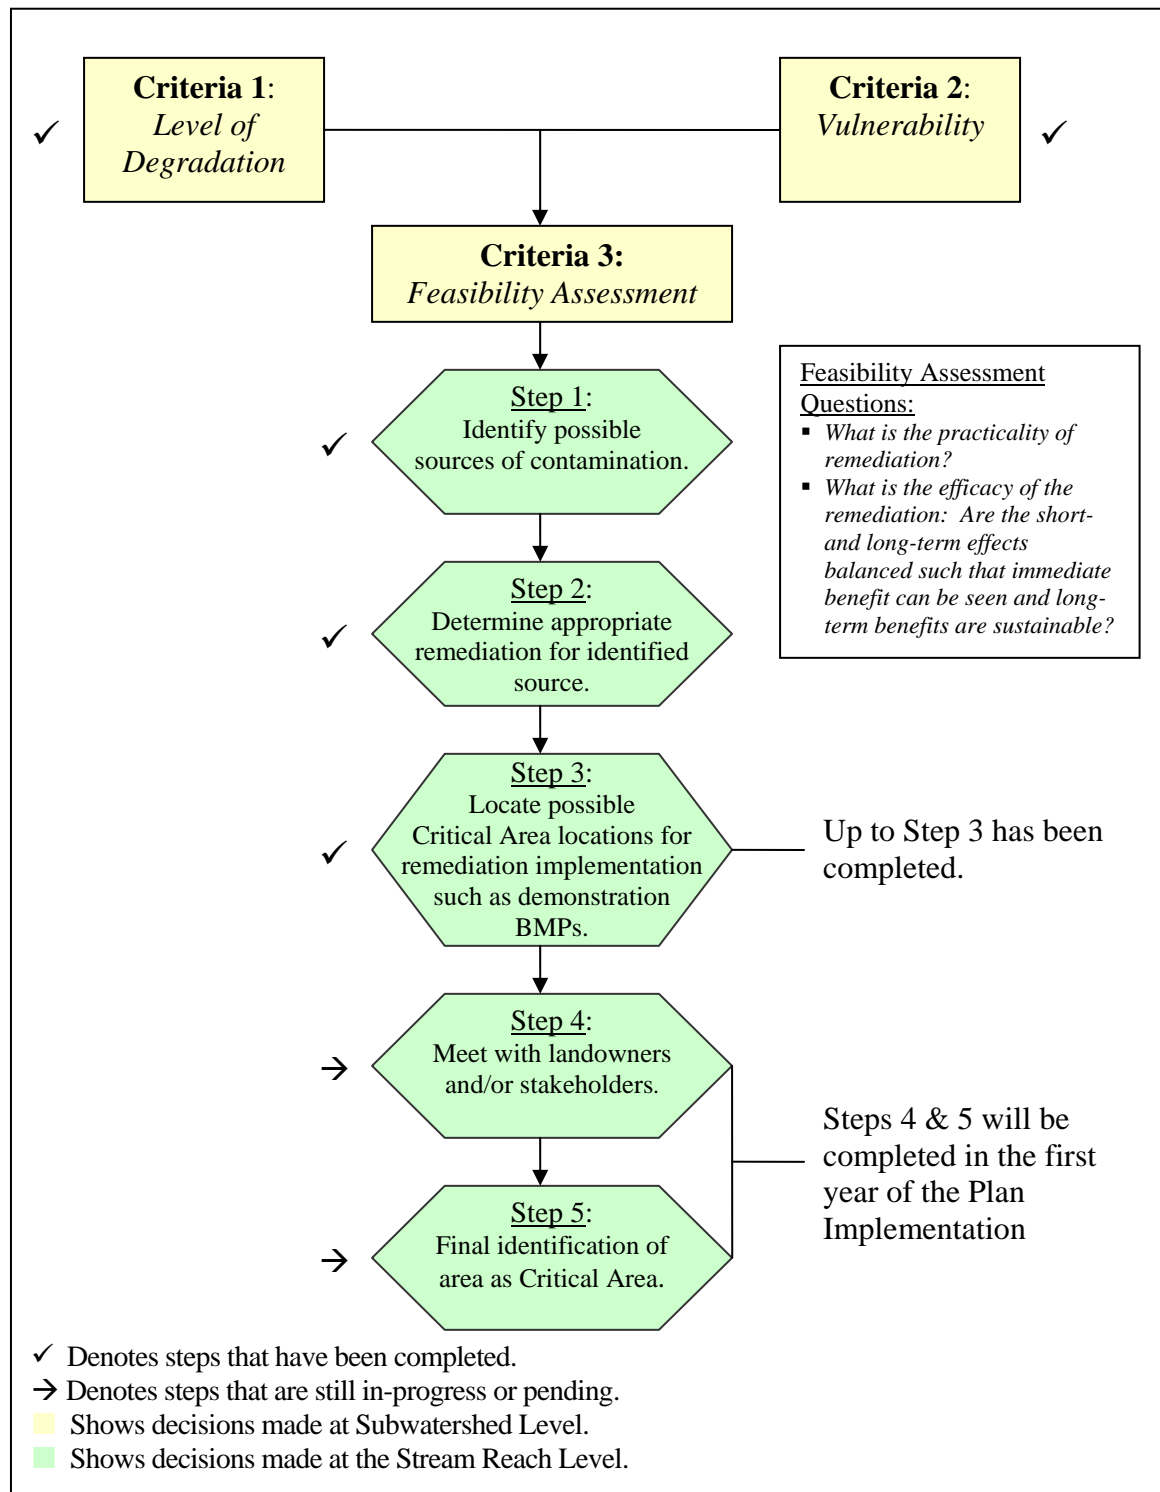 Criteria 1:
Level of
Degradation
✓
Criteria 2:
Vulnerability
✓
Criteria 3:
Feasibility Assessment
Step 1:
Identify possible
sources of contamination.
✓
Feasibility Assessment
Questions:
▪ What is the practicality of
remediation?
▪ What is the efficacy of the
remediation: Are the short-
and long-term effects
balanced such that immediate
benefit can be seen and long-
term benefits are sustainable?
Step 2:
Determine appropriate
remediation for identified
source.
✓
Step 3:
Locate possible
Critical Area locations for
remediation implementation
such as demonstration
BMPs.
✓
Up to Step 3 has been
completed.
Step 4:
Meet with landowners
and/or stakeholders.
→
Steps 4 & 5 will be
completed in the first
year of the Plan
Implementation
Step 5:
Final identification of
area as Critical Area.
→
✓ Denotes steps that have been completed.
→ Denotes steps that are still in-progress or pending.
Shows decisions made at Subwatershed Level.
Shows decisions made at the Stream Reach Level.